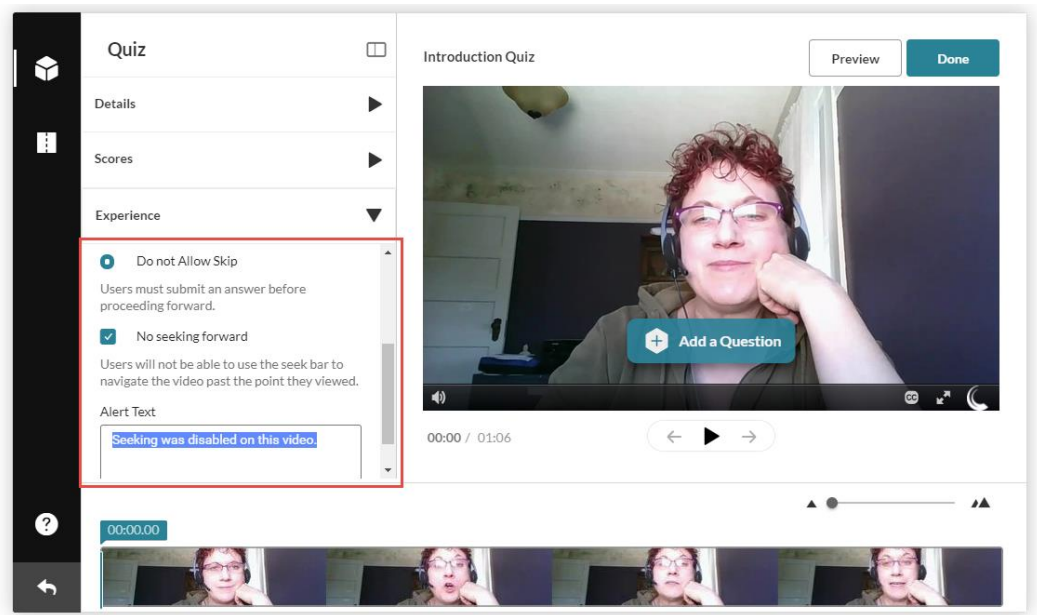 Quiz
Details
Scores
Experience
Do not Allow Skip
Users must submit an answer before
proceeding forward.
No seeking forward
Users will not be able to use the seek bar to
navigate the video past the point they viewed.
Alert Text
Seeking was disabled on this video.
Introduction Quiz
Preview
Done
+ Add a Question
CC
00:00 / 01:06
?
00:00.00